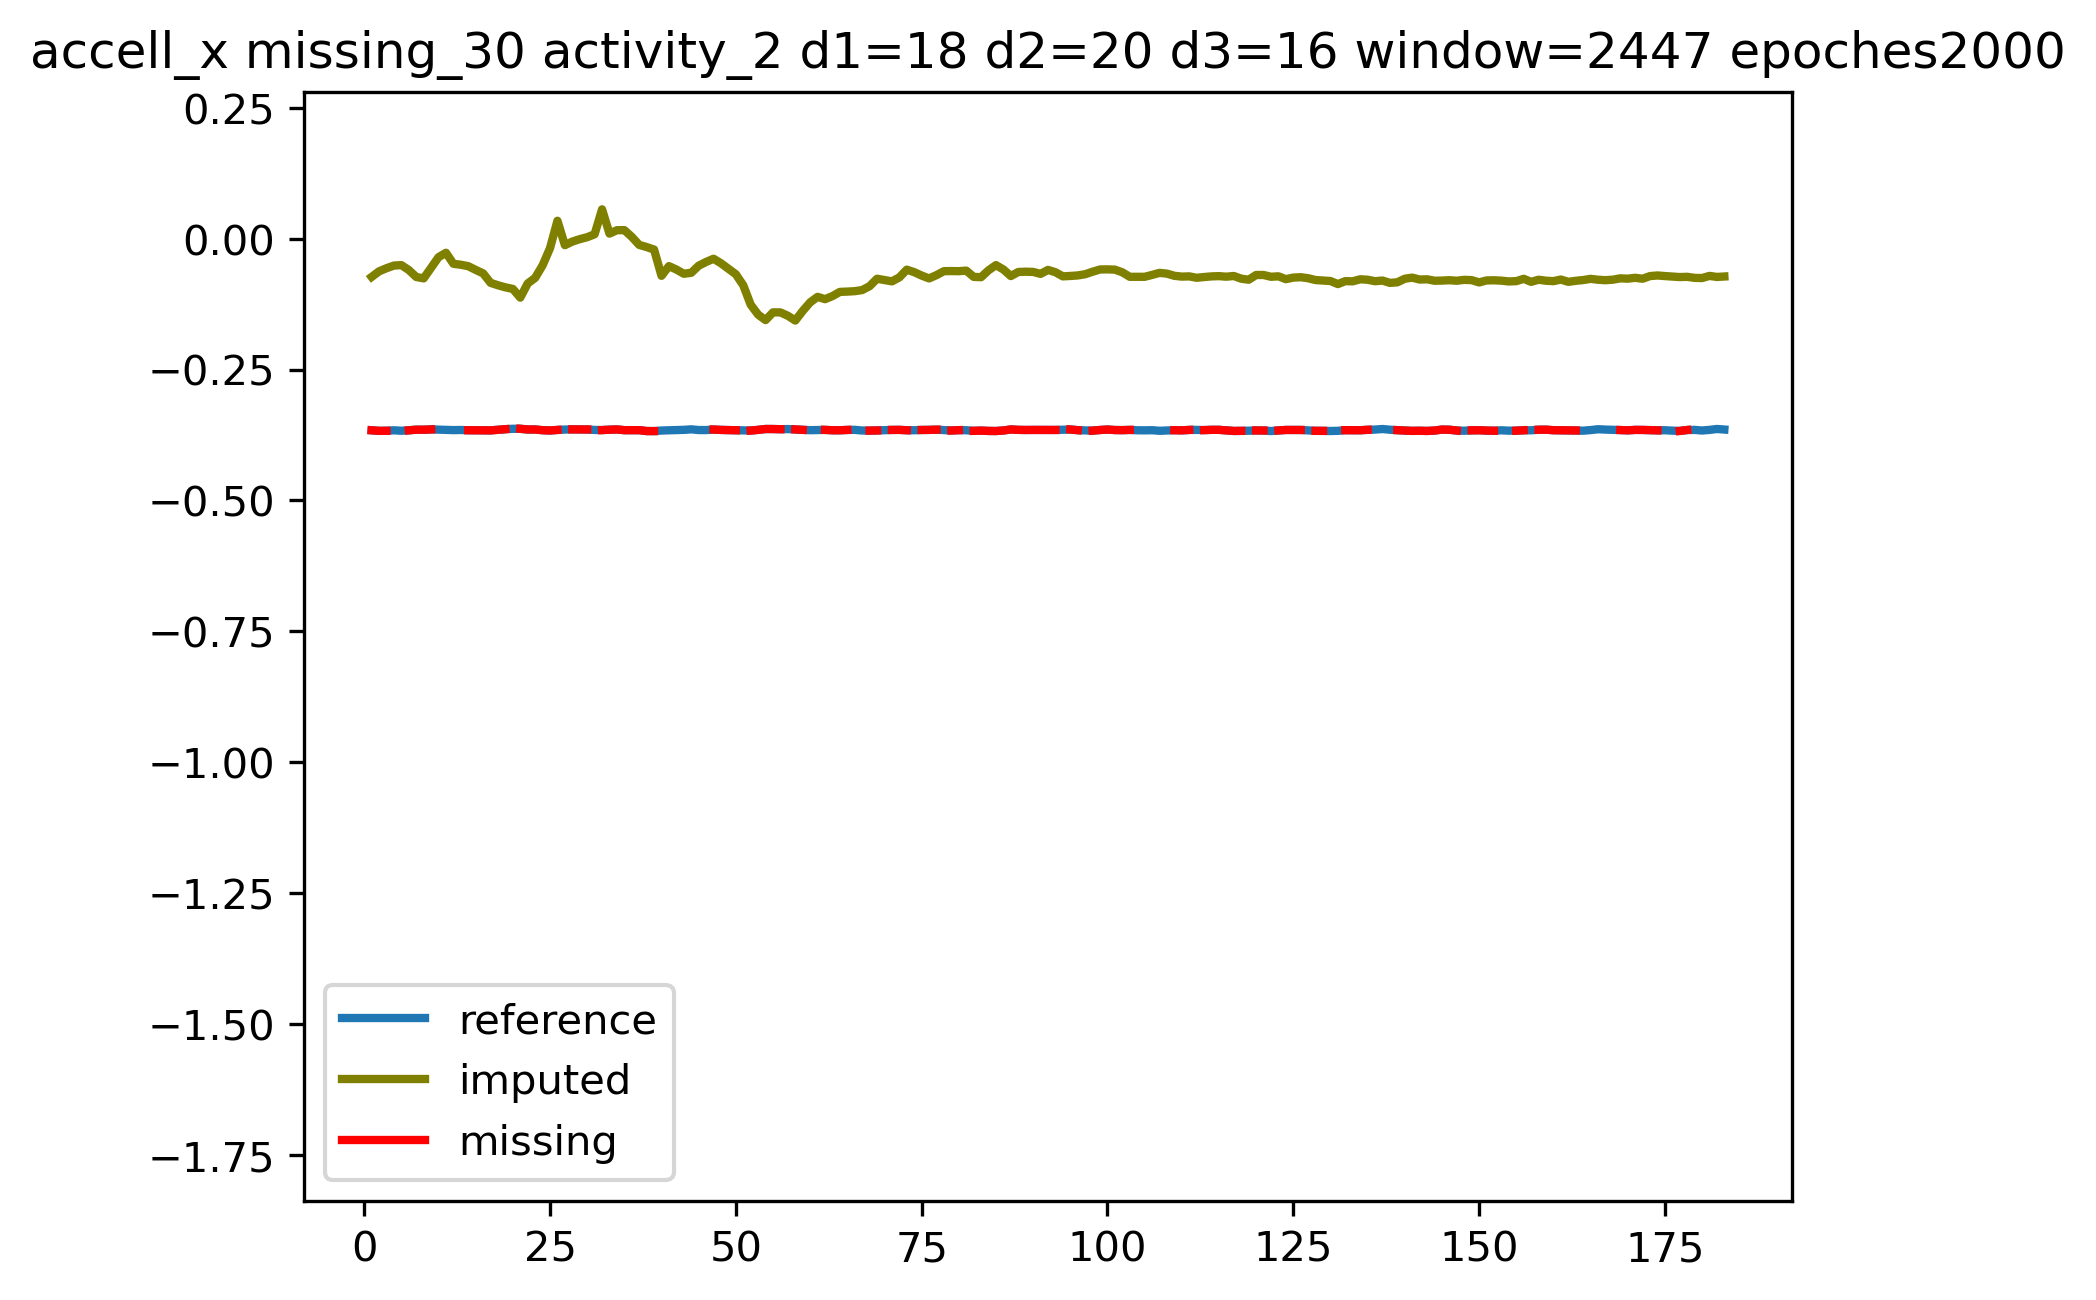 accell_x missing_30 activity_2 d1=18 d2=20 d3=16 window=2447 epoches2000
0.25
0.00
−0.25
−0.50
−0.75
−1.00
−1.25
−1.50
−1.75
reference
imputed
missing
0 25 50 75 100 125 150 175